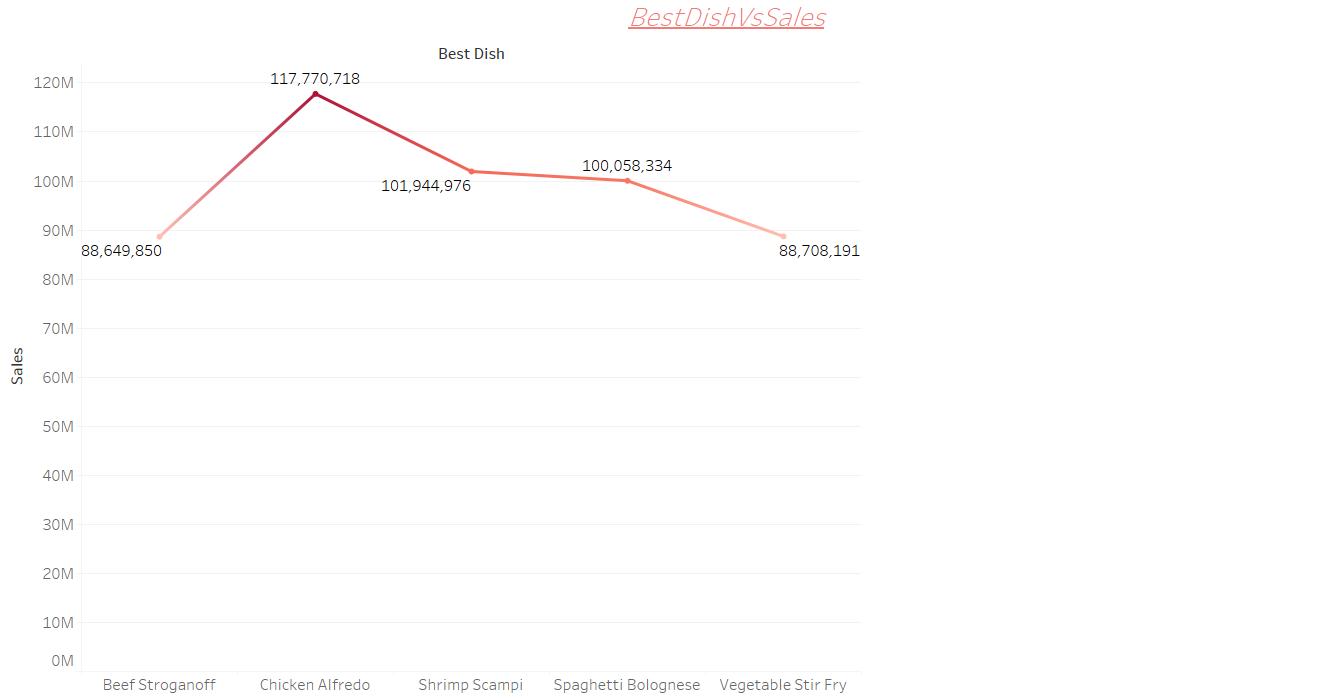 BestDishVsSales
Best Dish
120M
110M
100M
90M
80M
70M
60M
50M
40M
30M
20M
10M
0M
Sales
117,770,718
100,058,334
101,944,976
88,649,850
88,708,191
Beef Stroganoff
Chicken Alfredo
Shrimp Scampi
Spaghetti Bolognese
Vegetable Stir Fry